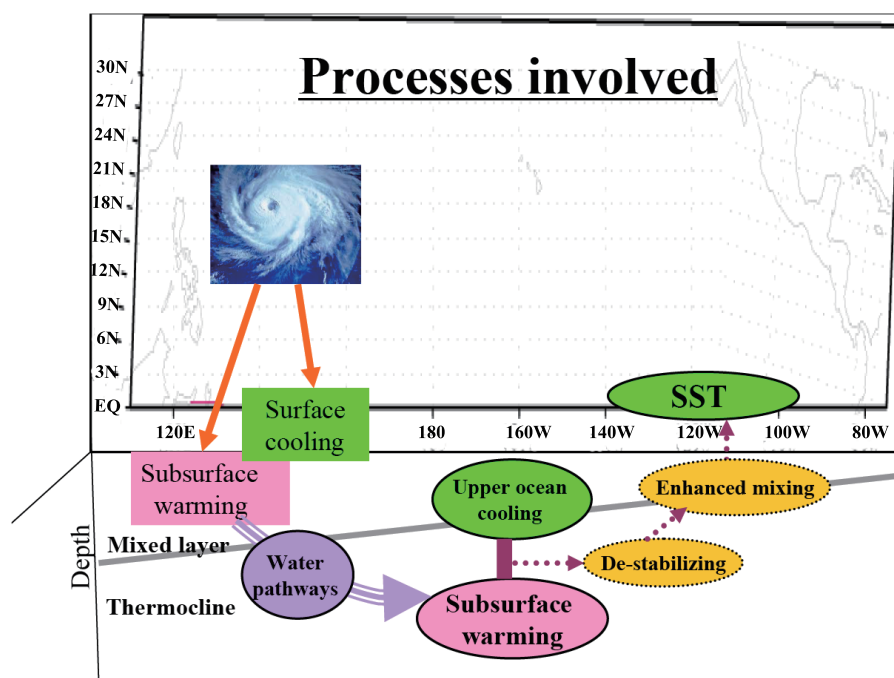 Processes involved
30N
27N
24N
21N
18N
15N
12N
9N
6N
3N
EQ
120E
180
160W
140W
120W
100W
80W
SST
Surface
cooling
Subsurface
warming
Upper ocean
cooling
Enhanced mixing
Mixed layer
Depth
Water
pathways
De-stabilizing
Thermocline
Subsurface
warming